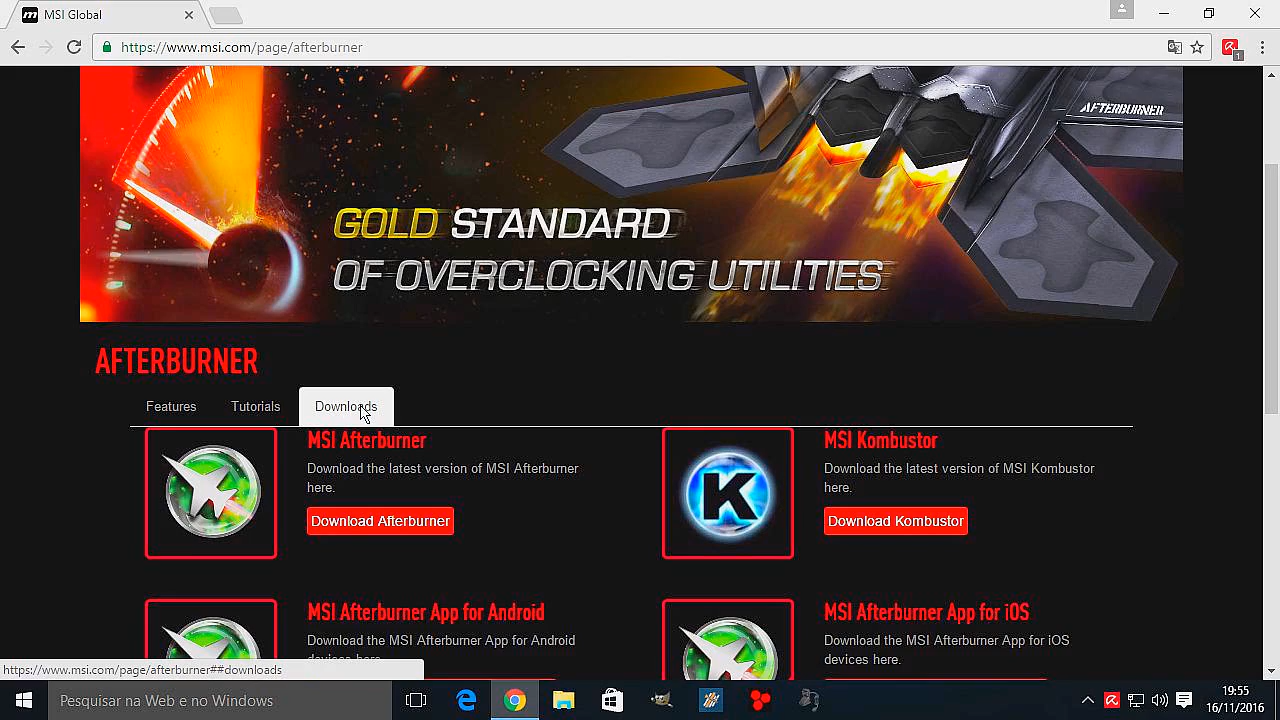 MSI Global
https://www.msi.com/page/afterburner
1
AFTERBURNER
GOLD STANDARD
OF OVERCLOCKING UTILITIES
AFTERBURNER
Features
Tutorials
Downloads
MSI Afterburner
Download the latest version of MSI Afterburner
here.
Download Afterburner
MSI Kombustor
Download the latest version of MSI Kombustor
here.
Download Kombustor
K
MSI Afterburner App for Android
Download the MSI Afterburner App for Android
devices here.
MSI Afterburner App for iOS
Download the MSI Afterburner App for iOS
devices here.
https://www.msi.com/page/afterburner##downloads
Pesquisar na Web e no Windows
19:55
16/11/2016